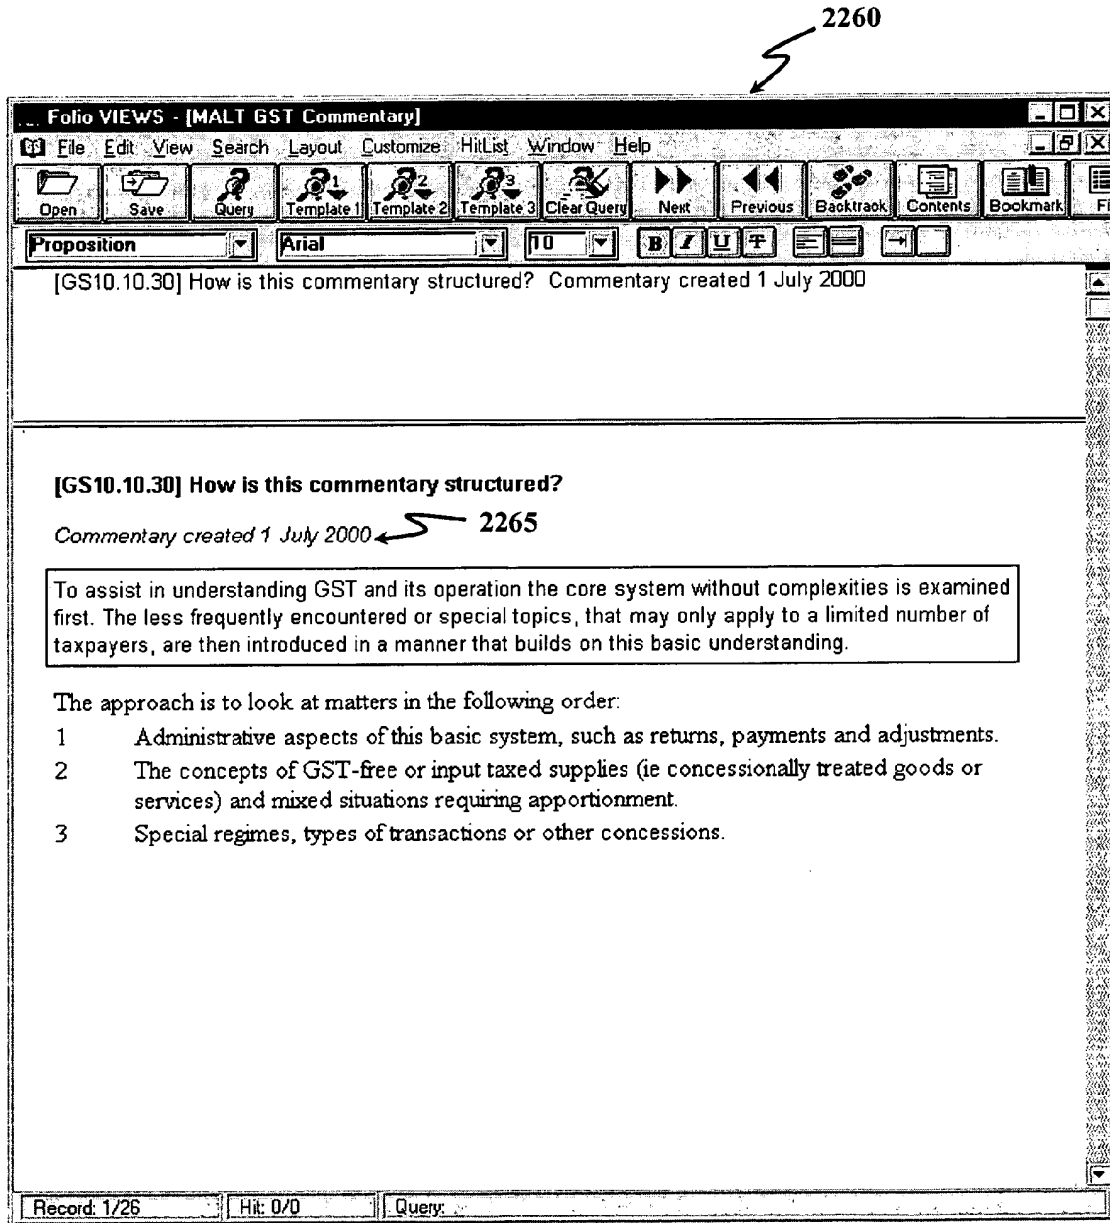 2260
Folio VIEWS - [MALT GST Commentary]
File Edit View Search Layout Customize HitList Window Help
Open Save Query Template 1 Template 2 Template 3 Clear Query Next Previous Backtrack Contents Bookmark
Proposition Arial 10 B I U T
[GS10.10.30] How is this commentary structured? Commentary created 1 July 2000
[GS10.10.30] How is this commentary structured?
Commentary created 1 July 2000 2265
To assist in understanding GST and its operation the core system without complexities is examined
first. The less frequently encountered or special topics, that may only apply to a limited number of
taxpayers, are then introduced in a manner that builds on this basic understanding.
The approach is to look at matters in the following order:
1 Administrative aspects of this basic system, such as returns, payments and adjustments.
2 The concepts of GST-free or input taxed supplies (ie concessionally treated goods or
services) and mixed situations requiring apportionment.
3 Special regimes, types of transactions or other concessions.
Record: 1/26 Hit: 0/0 Query: